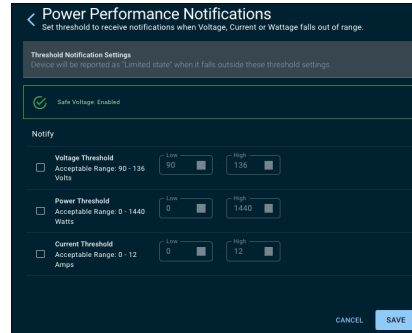 Power Performance Notifications
Set threshold to receive notifications when Voltage, Current or Wattage falls out of range.
Threshold Notification Settings
Device will be reported as "Limited state" when it falls outside these threshold settings.
Safe Voltage: Enabled
Notify
Voltage Threshold
Acceptable Range: 90 - 136
Volts
Low
90
High
136
Power Threshold
Acceptable Range: 0 - 1440
Watts
Low
0
High
1440
Current Threshold
Acceptable Range: 0 - 12
Amps
Low
0
High
12
CANCEL
SAVE